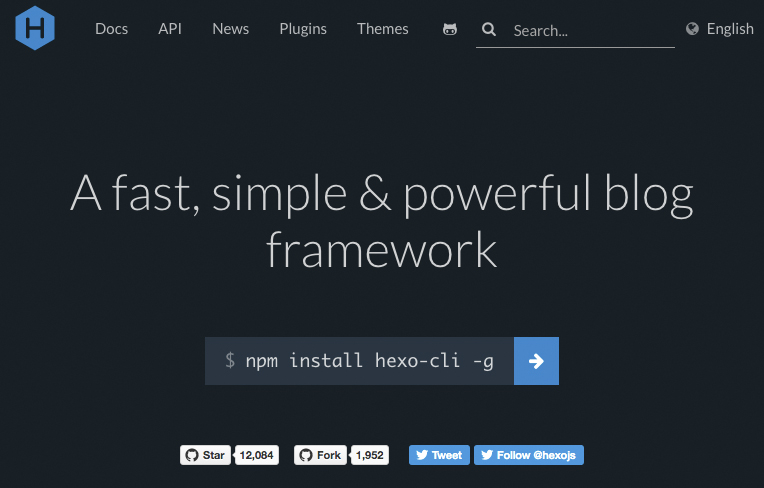 H Docs API News Plugins Themes Search... English
A fast, simple & powerful blog
framework
$ npm install hexo-cli -g
Star 12,084 Fork 1,952 Tweet Follow @hexojs